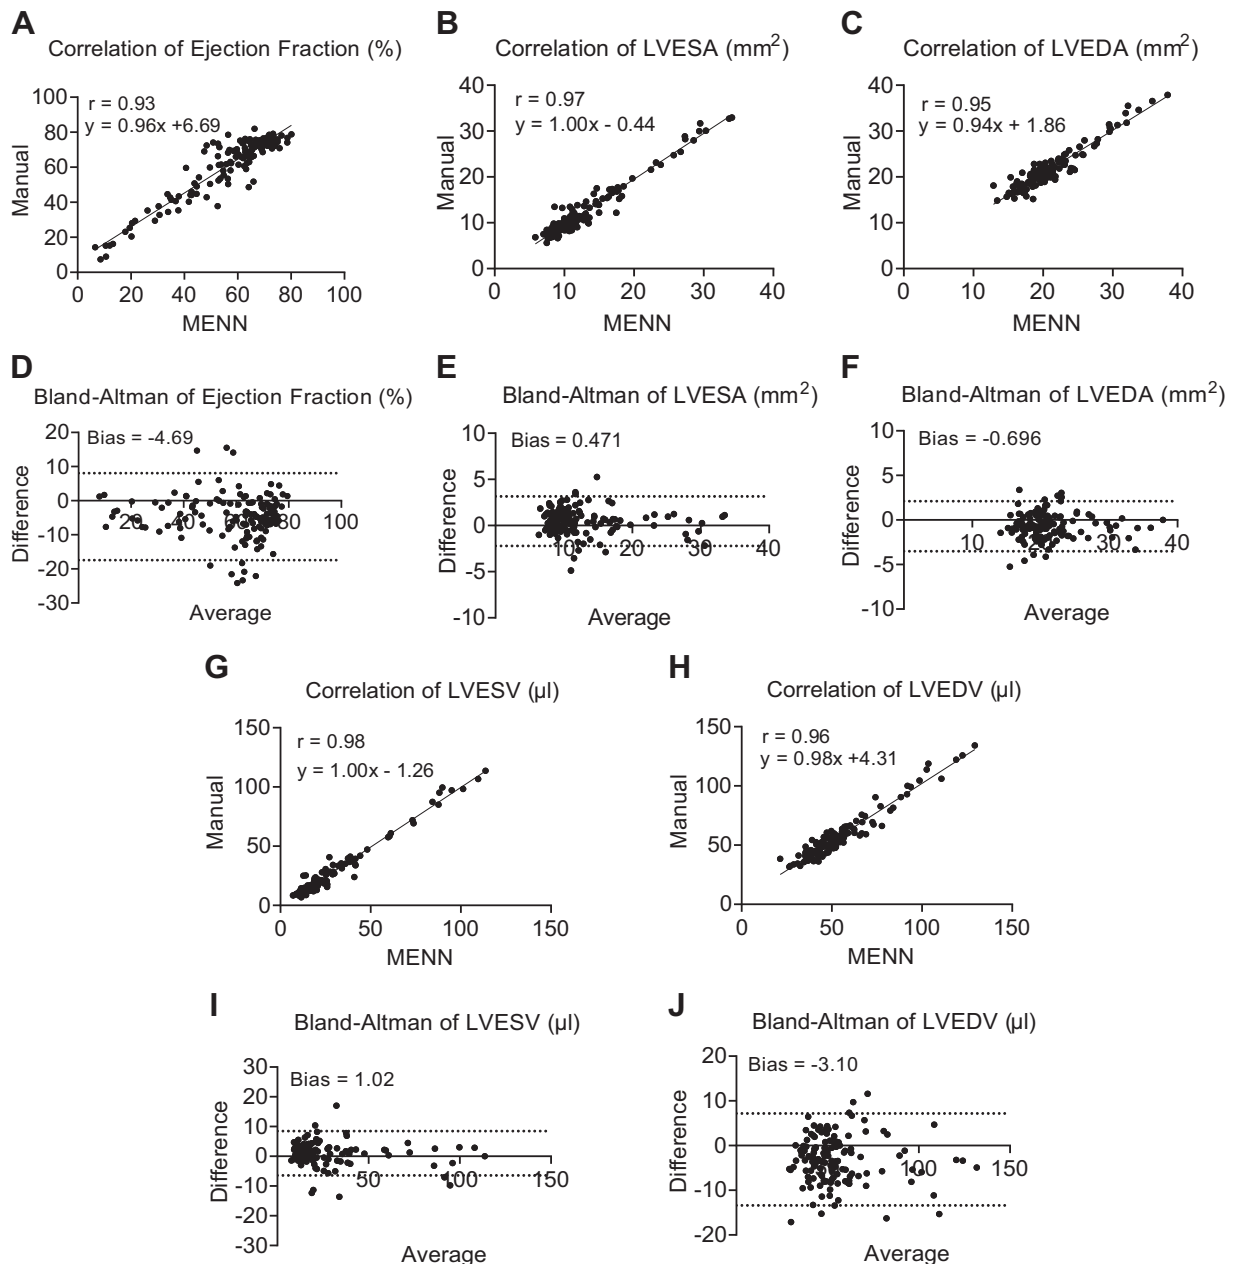 A
Correlation of Ejection Fraction (%)
r = 0.93
y = 0.96x +6.69
100
80
60
40
20
0
Manual
0 20 40 60 80 100
MENN
B
Correlation of LVESA (mm²)
r = 0.97
y = 1.00x - 0.44
40
30
20
10
0
Manual
0 10 20 30 40
MENN
C
Correlation of LVEDA (mm²)
r = 0.95
y = 0.94x + 1.86
40
30
20
10
0
Manual
0 10 20 30 40
MENN
D
Bland-Altman of Ejection Fraction (%)
Bias = -4.69
20
10
0
-10
-20
-30
Difference
20 40 60 80 100
Average
E
Bland-Altman of LVESA (mm²)
Bias = 0.471
10
5
0
-5
-10
Difference
10 20 30 40
Average
F
Bland-Altman of LVEDA (mm²)
Bias = -0.696
10
5
0
-5
-10
Difference
10 20 30 40
Average
G
Correlation of LVESV (µl)
r = 0.98
y = 1.00x - 1.26
150
100
50
0
Manual
0 50 100 150
MENN
H
Correlation of LVEDV (µl)
r = 0.96
y = 0.98x +4.31
150
100
50
0
Manual
0 50 100 150
MENN
I
Bland-Altman of LVESV (µl)
Bias = 1.02
30
20
10
0
-10
-20
-30
Difference
50 100 150
Average
J
Bland-Altman of LVEDV (µl)
Bias = -3.10
20
10
0
-10
-20
Difference
50 100 150
Average